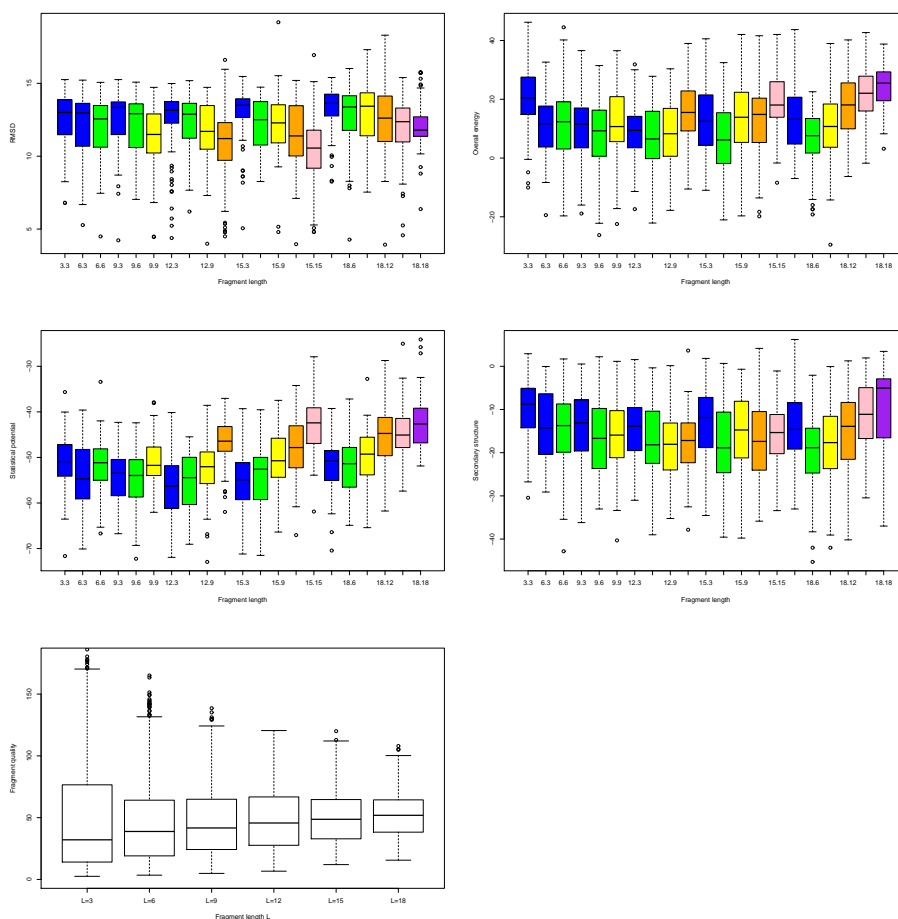 RMSD
15
10
5
3.3 6.3 6.6 9.3 9.6 9.9 12.3 12.9 15.3 15.9 15.15 18.6 18.12 18.18
Fragment length
Overall energy
40
20
0
−20
3.3 6.3 6.6 9.3 9.6 9.9 12.3 12.9 15.3 15.9 15.15 18.6 18.12 18.18
Fragment length
Statistical potential
−30
−40
−50
−60
−70
3.3 6.3 6.6 9.3 9.6 9.9 12.3 12.9 15.3 15.9 15.15 18.6 18.12 18.18
Fragment length
Secondary structure
0
−10
−20
−30
−40
3.3 6.3 6.6 9.3 9.6 9.9 12.3 12.9 15.3 15.9 15.15 18.6 18.12 18.18
Fragment length
Fragment quality
150
100
50
0
L=3 L=6 L=9 L=12 L=15 L=18
Fragment length L